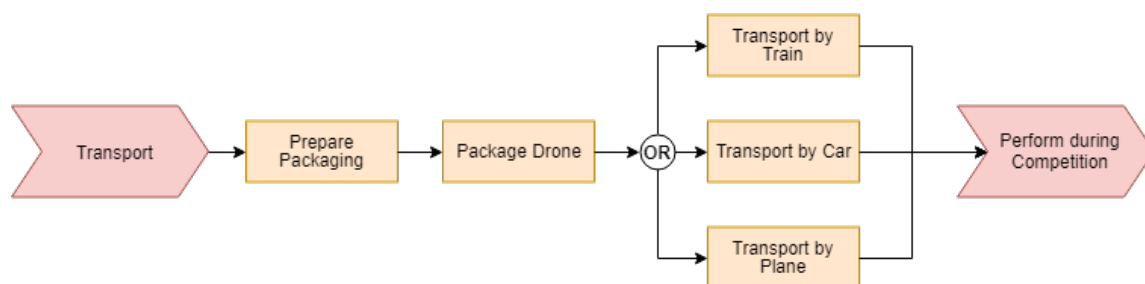 Transport
Prepare
Packaging
Package Drone
OR
Transport by
Train
Transport by Car
Transport by
Plane
Perform during
Competition